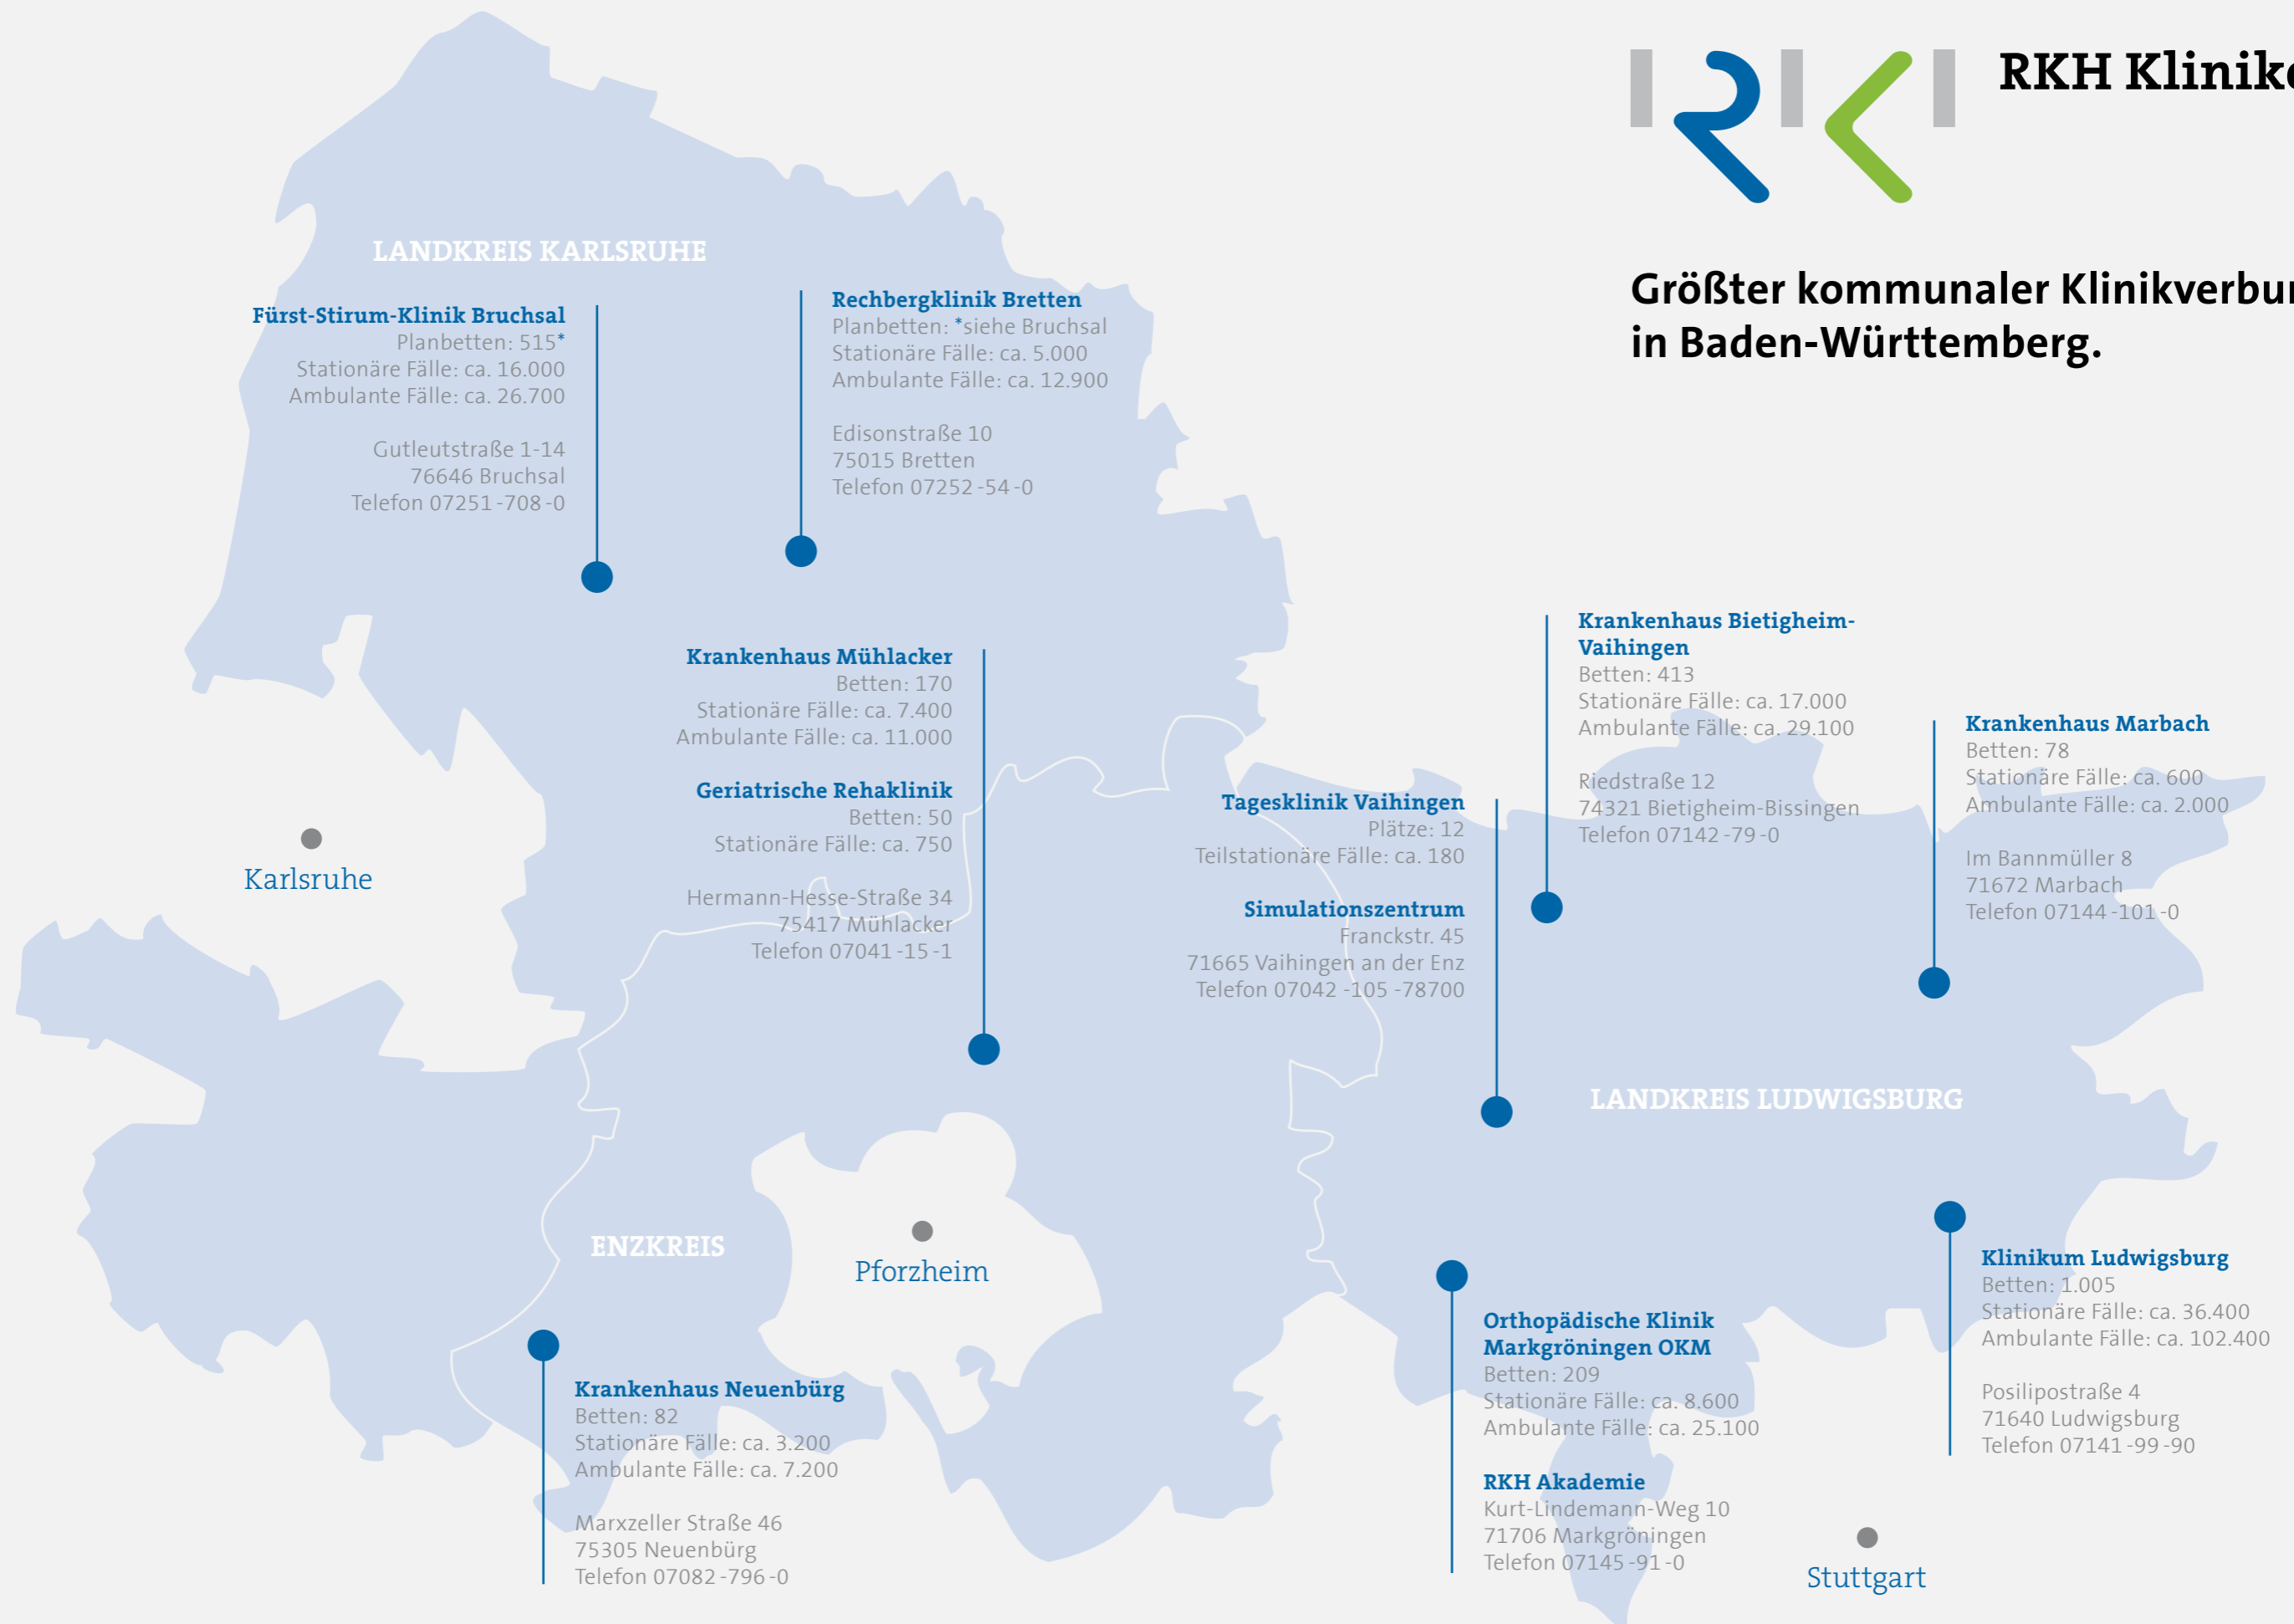 RKH Klinike
Größter kommunaler Klinikverbun
in Baden-Württemberg.
LANDKREIS KARLSRUHE
Fürst-Stirum-Klinik Bruchsal
Planbetten: 515*
Stationäre Fälle: ca. 16.000
Ambulante Fälle: ca. 26.700
Gutleutstraße 1-14
76646 Bruchsal
Telefon 07251-708-0
Rechbergklinik Bretten
Planbetten: *siehe Bruchsal
Stationäre Fälle: ca. 5.000
Ambulante Fälle: ca. 12.900
Edisonstraße 10
75015 Bretten
Telefon 07252-54-0
Krankenhaus Mühlacker
Betten: 170
Stationäre Fälle: ca. 7.400
Ambulante Fälle: ca. 11.000
Geriatrische Rehaklinik
Betten: 50
Stationäre Fälle: ca. 750
Hermann-Hesse-Straße 34
75417 Mühlacker
Telefon 07041-15-1
Krankenhaus Bietigheim-
Vaihingen
Betten: 413
Stationäre Fälle: ca. 17.000
Ambulante Fälle: ca. 29.100
Riedstraße 12
74321 Bietigheim-Bissingen
Telefon 07142-79-0
Krankenhaus Marbach
Betten: 78
Stationäre Fälle: ca. 600
Ambulante Fälle: ca. 2.000
Im Bannmüller 8
71672 Marbach
Telefon 07144-101-0
Tagesklinik Vaihingen
Plätze: 12
Teilstationäre Fälle: ca. 180
Simulationszentrum
Franckstr. 45
71665 Vaihingen an der Enz
Telefon 07042 -105 -78700
Karlsruhe
LANDKREIS LUDWIGSBURG
ENZKREIS
Pforzheim
Klinikum Ludwigsburg
Betten: 1.005
Stationäre Fälle: ca. 36.400
Ambulante Fälle: ca. 102.400
Posilipostraße 4
71640 Ludwigsburg
Telefon 07141-99-90
Orthopädische Klinik
Markgröningen OKM
Betten: 209
Stationäre Fälle: ca. 8.600
Ambulante Fälle: ca. 25.100
RKH Akademie
Kurt-Lindemann-Weg 10
71706 Markgröningen
Telefon 07145-91-0
Krankenhaus Neuenbürg
Betten: 82
Stationäre Fälle: ca. 3.200
Ambulante Fälle: ca. 7.200
Marxzeller Straße 46
75305 Neuenbürg
Telefon 07082-796-0
Stuttgart